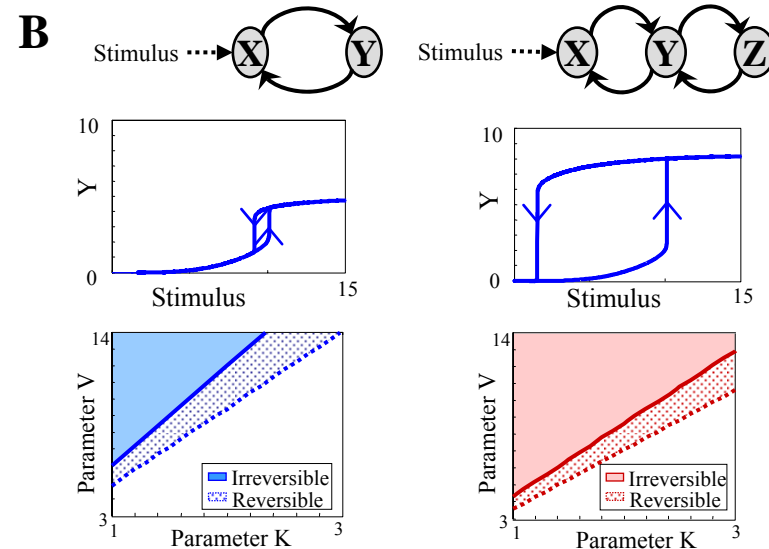 B
Stimulus X Y
Stimulus X Y Z
10
Y
0
Stimulus 15
10
Y
0
Stimulus 15
14
Parameter V
3
Irreversible
Reversible
1 3
Parameter K
14
Parameter V
3
Irreversible
Reversible
1 3
Parameter K